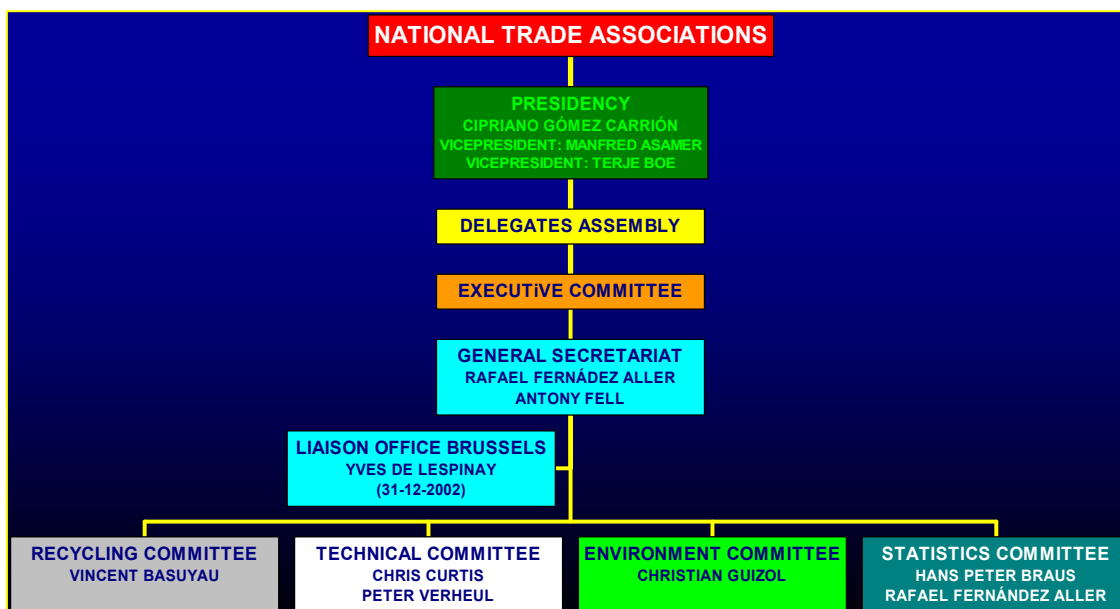 NATIONAL TRADE ASSOCIATIONS
PRESIDENCY
CIPRIANO GÓMEZ CARRIÓN
VICEPRESIDENT: MANFRED ASAMER
VICEPRESIDENT: TERJE BOE
DELEGATES ASSEMBLY
EXECUTiVE COMMITTEE
GENERAL SECRETARIAT
RAFAEL FERNÁDEZ ALLER
ANTONY FELL
LIAISON OFFICE BRUSSELS
YVES DE LESPINAY
(31-12-2002)
RECYCLING COMMITTEE
VINCENT BASUYAU
TECHNICAL COMMITTEE
CHRIS CURTIS
PETER VERHEUL
ENVIRONMENT COMMITTEE
CHRISTIAN GUIZOL
STATISTICS COMMITTEE
HANS PETER BRAUS
RAFAEL FERNÁNDEZ ALLER